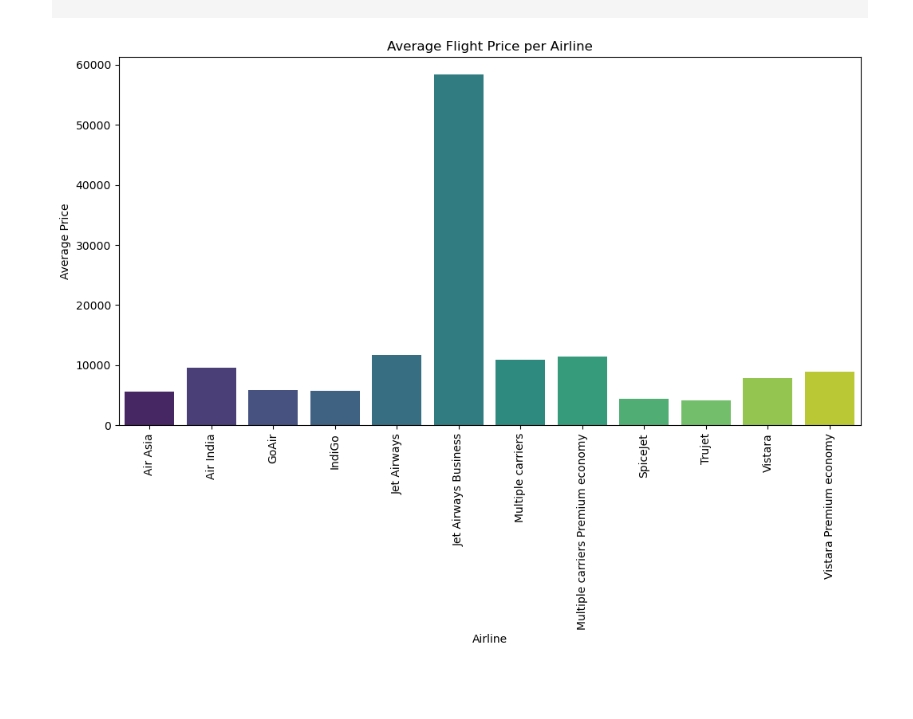 Average Flight Price per Airline
60000
50000
40000
30000
20000
10000
0
Average Price
Air Asia
Air India
GoAir
IndiGo
Jet Airways
Jet Airways Business
Multiple carriers
Multiple carriers Premium economy
SpiceJet
Trujet
Vistara
Vistara Premium economy
Airline